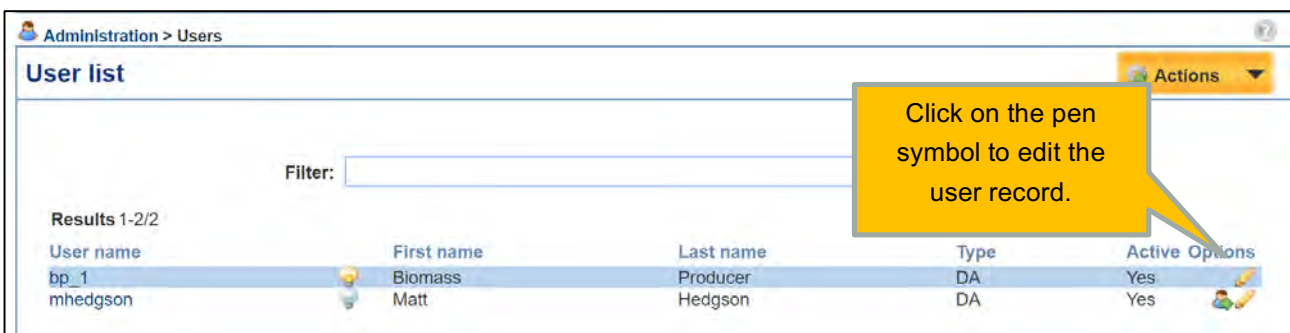 Administration > Users
User list
Actions
Click on the pen
symbol to edit the
user record.
Filter:
Results 1-2/2
User name First name Last name Type Active Options
bp_1 Biomass Producer DA Yes
mhedgson Matt Hedgson DA Yes